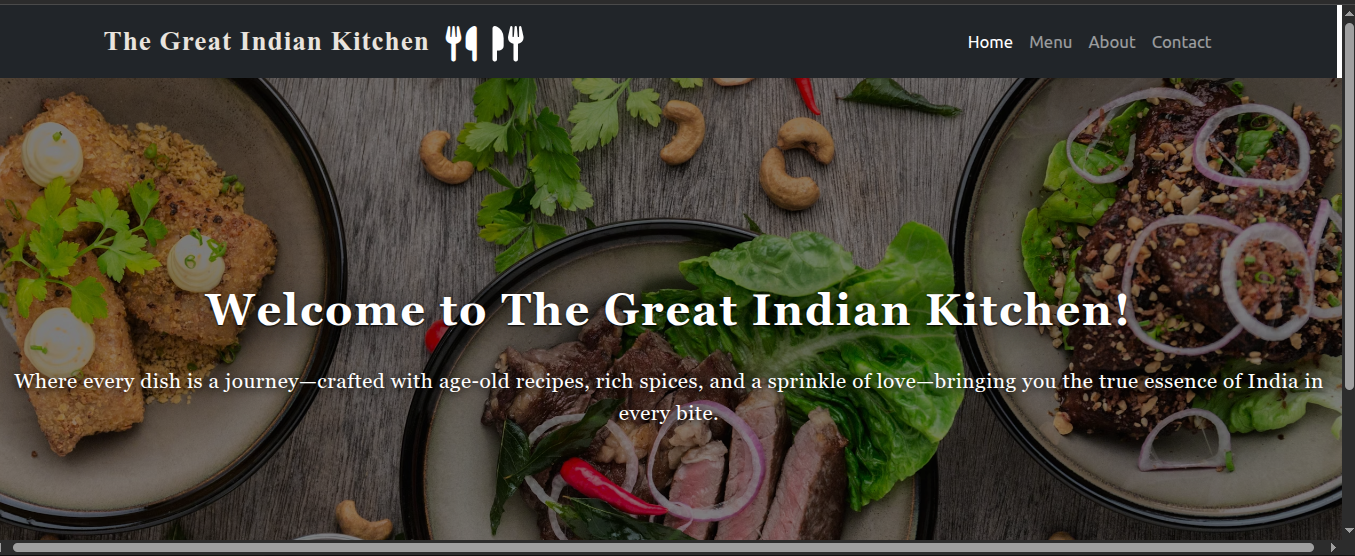 The Great Indian Kitchen
Home Menu About Contact
Welcome to The Great Indian Kitchen!
Where every dish is a journey—crafted with age-old recipes, rich spices, and a sprinkle of love—bringing you the true essence of India in
every bite.